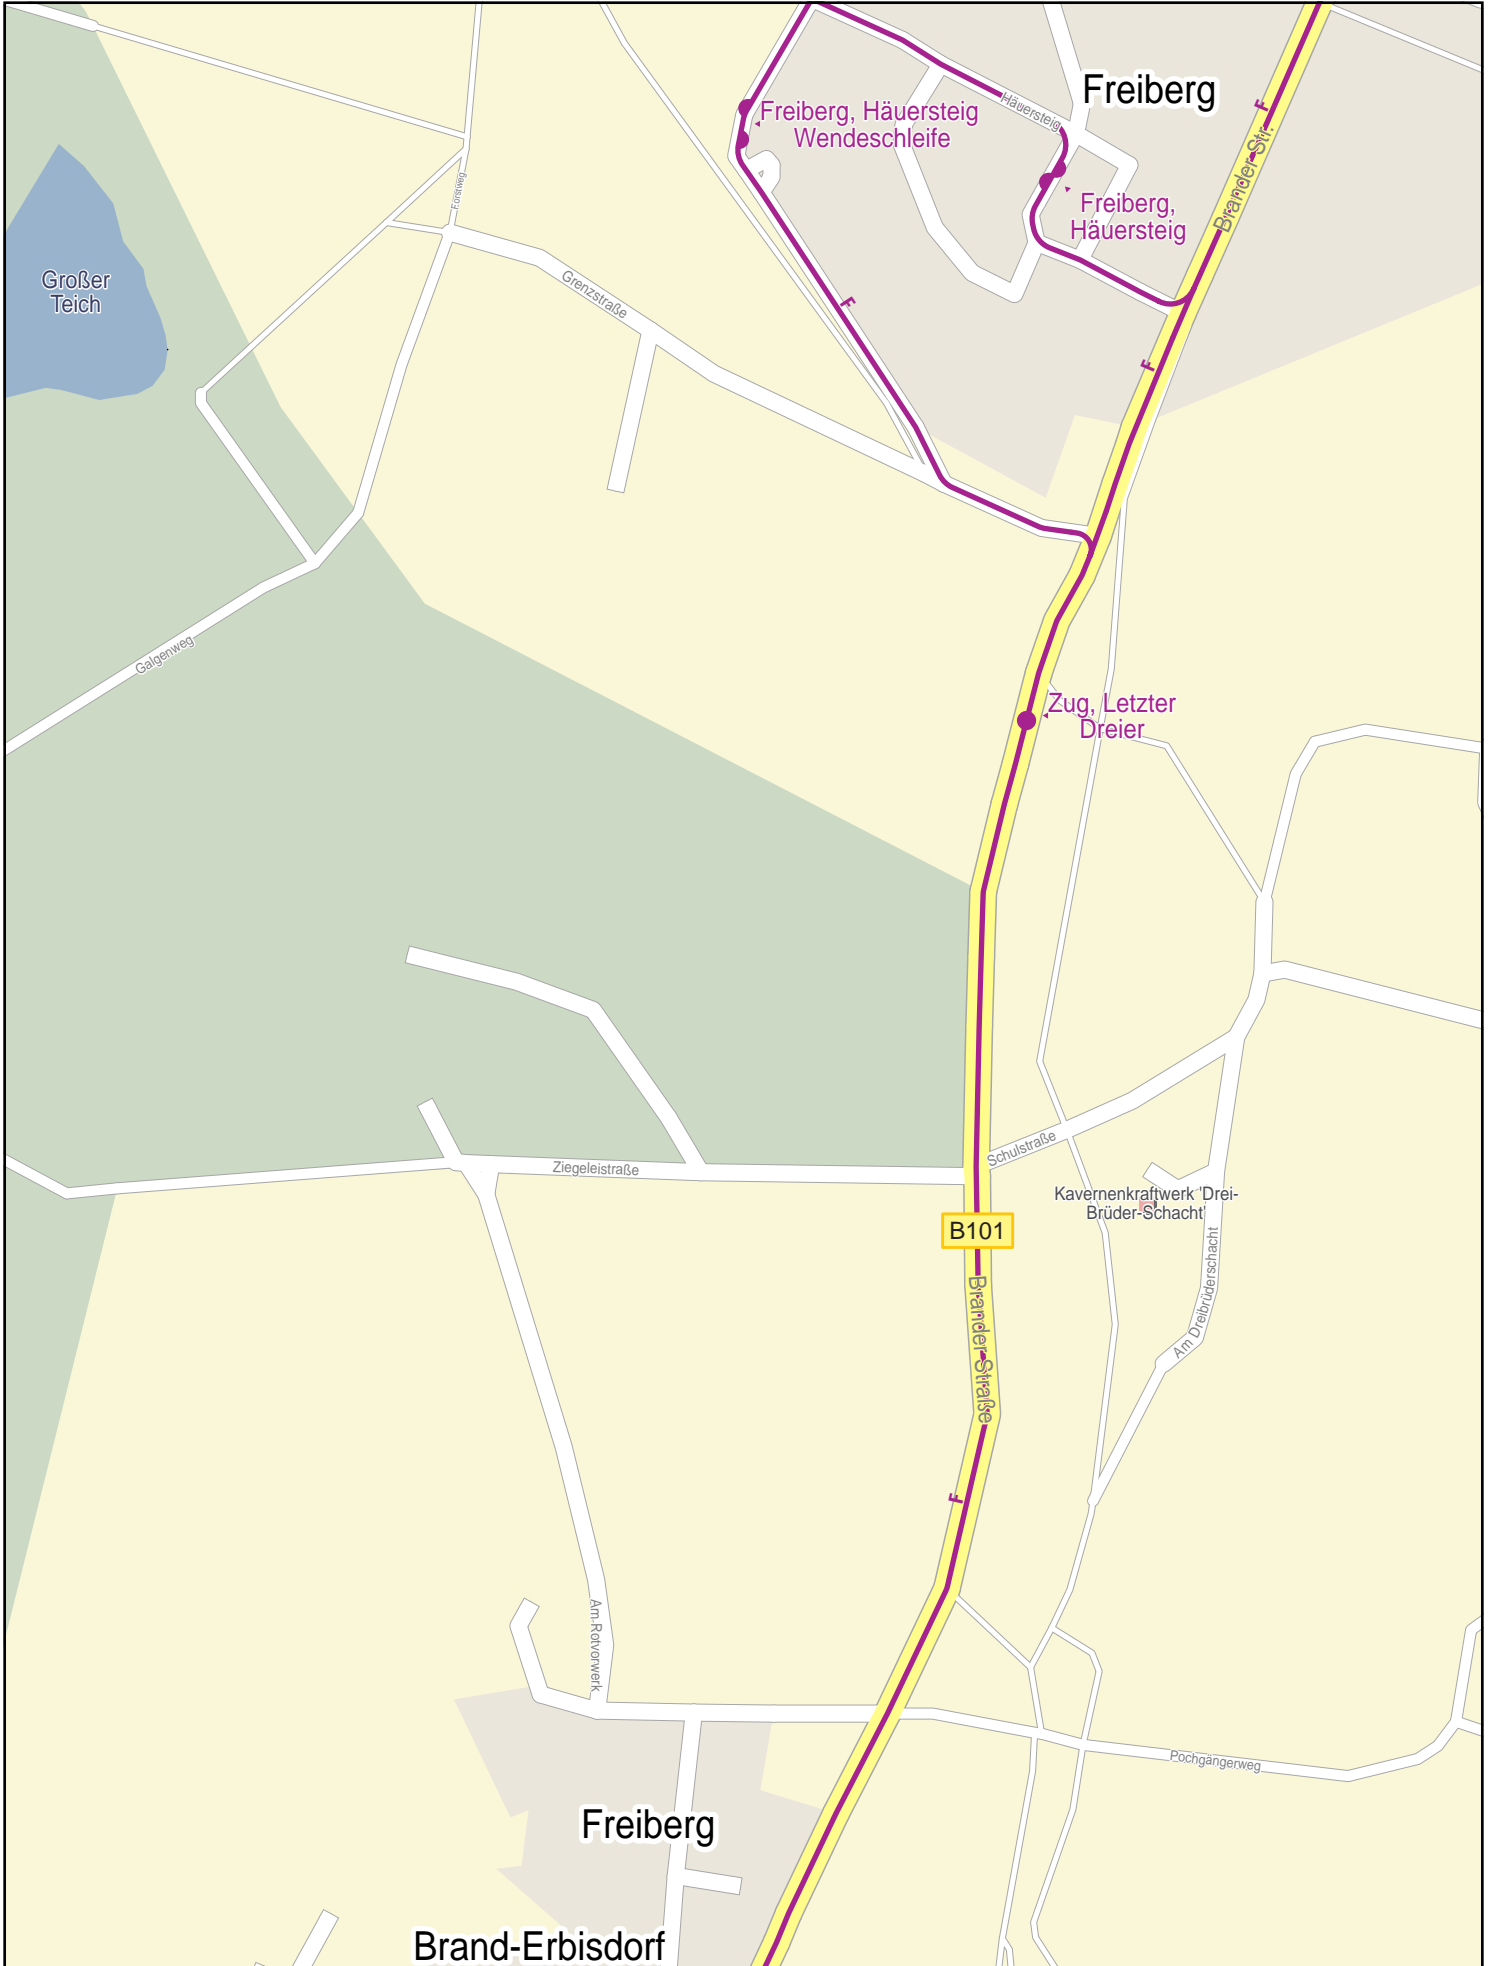 Freiberg
Häuersteig
Freiberg, Häuersteig
Wendeschleife
F
Brander Str.
Forstweg
Freiberg,
Häuersteig
Großer
Teich
Grenzstraße
F
F
Galgenweg
Zug, Letzter
Dreier
Schulstraße
Ziegeleistraße
Kavernenkraftwerk 'Drei-
Brüder-Schacht'
B101
Am Dreibrüderschacht
Brander Straße
F
Am Rotvorwerk
Pochgängerweg
Freiberg
Brand-Erbisdorf